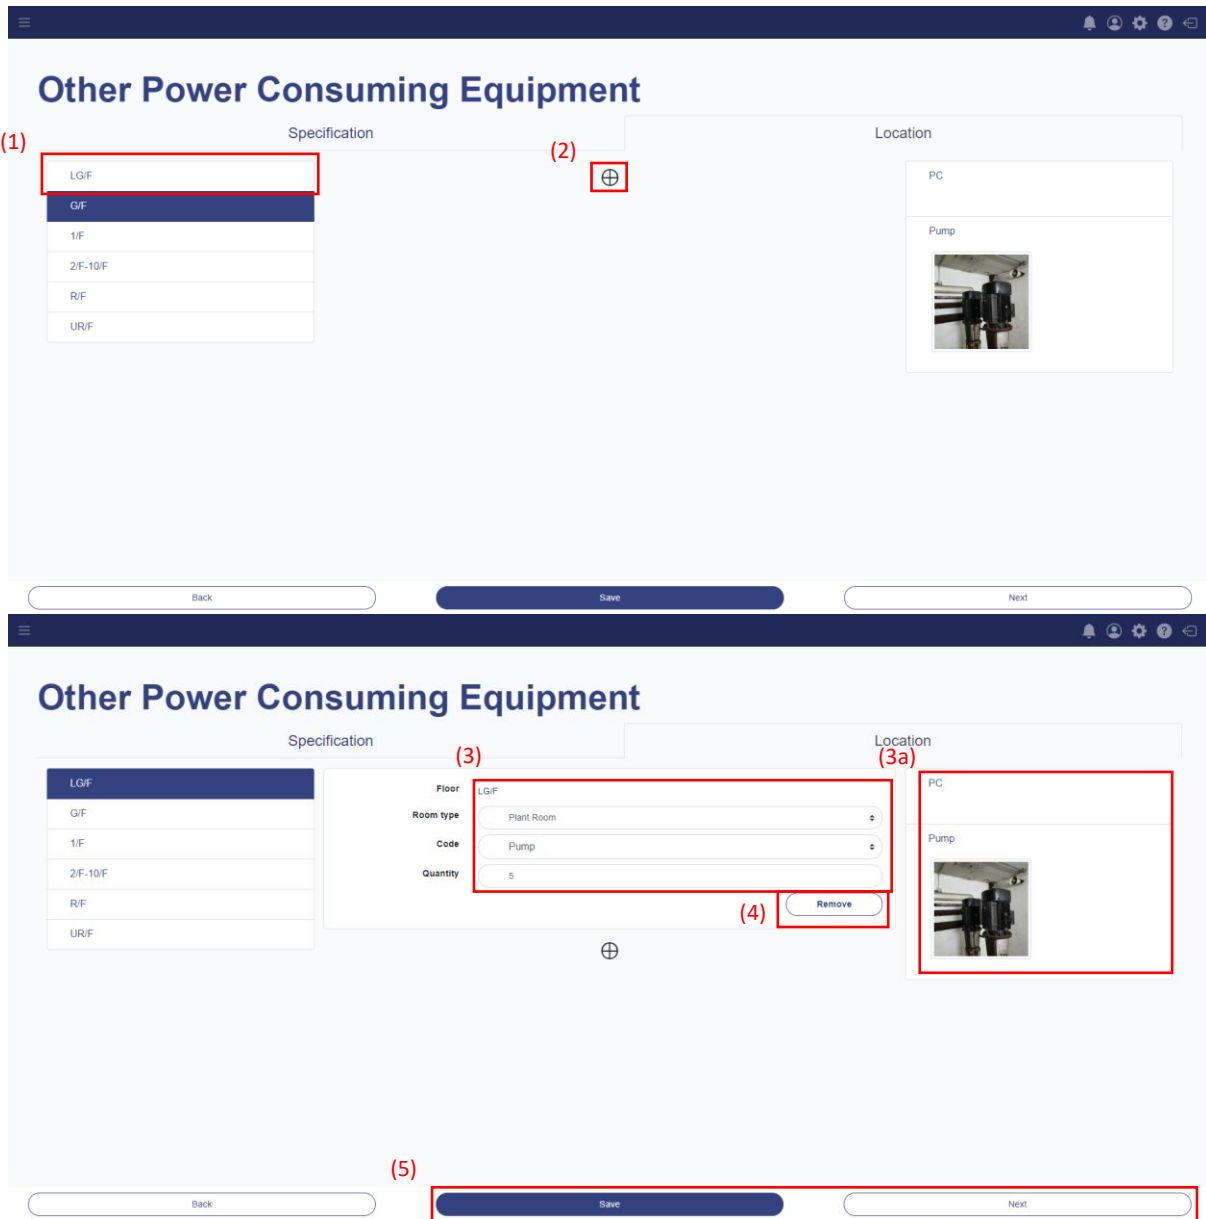 Other Power Consuming Equipment
Specification
Location
(1)
(2)
LG/F
G/F
1/F
2/F-10/F
R/F
UR/F
PC
Pump
Back
Save
Next
Other Power Consuming Equipment
Specification
Location
(3)
(3a)
LG/F
G/F
1/F
2/F-10/F
R/F
UR/F
Floor LG/F
Room type Plant Room
Code Pump
Quantity 5
(4) Remove
PC
Pump
(5)
Back
Save
Next